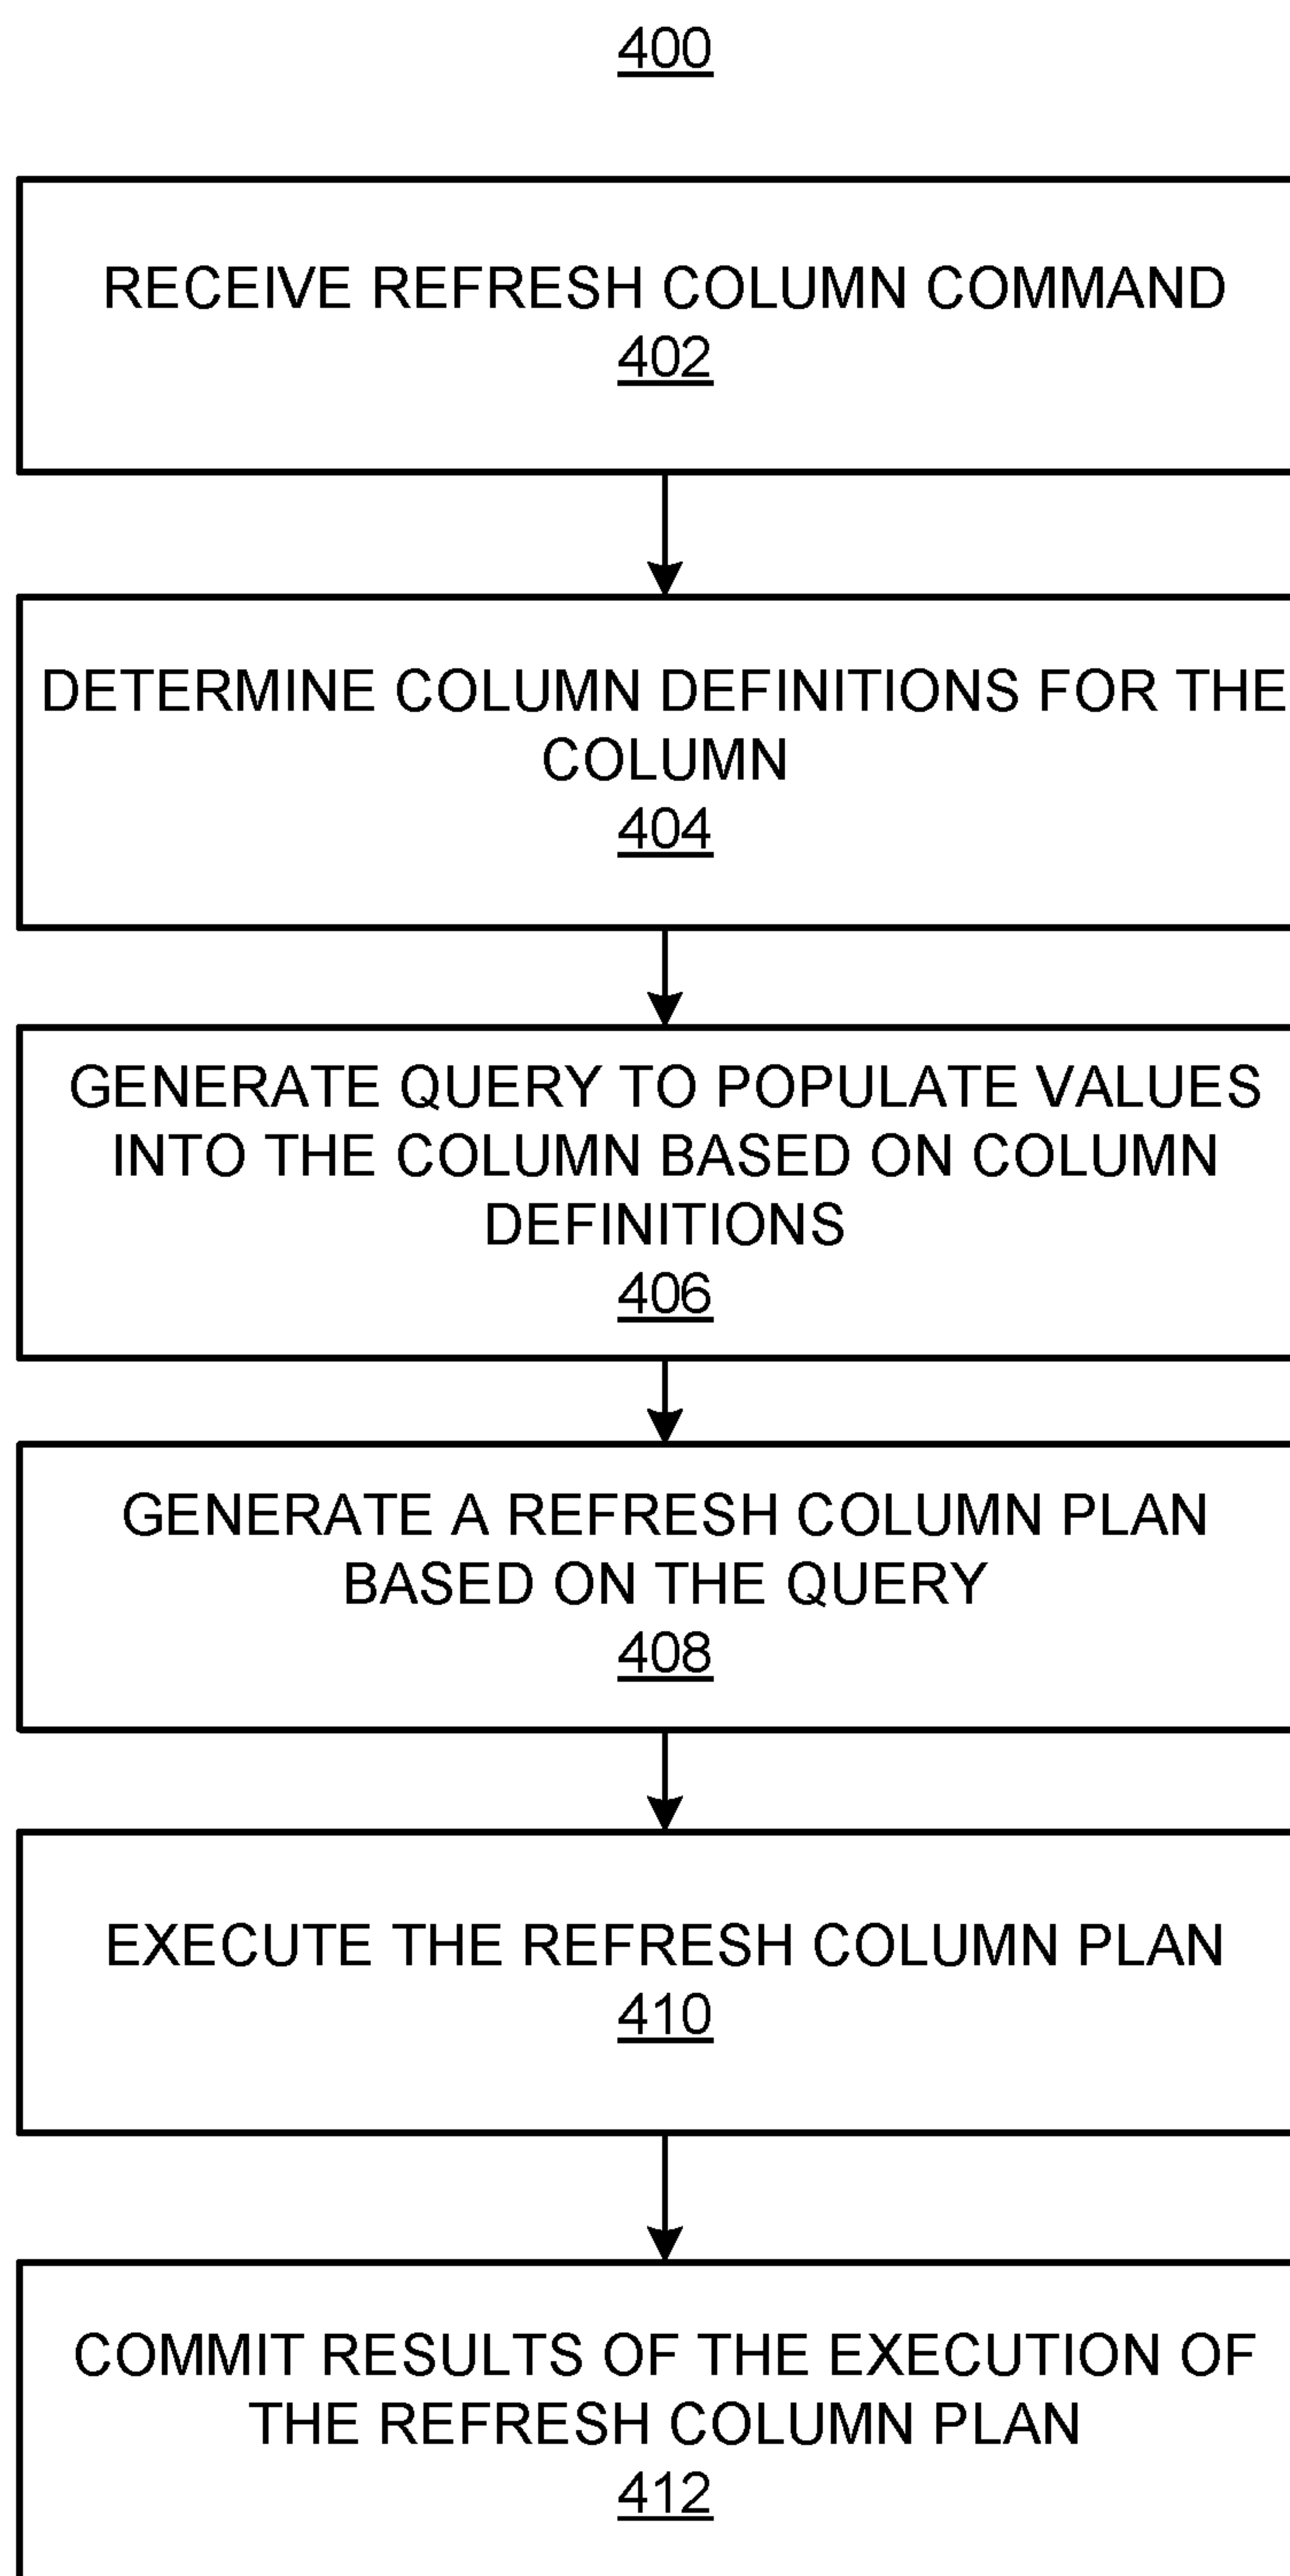 400
RECEIVE REFRESH COLUMN COMMAND
402
DETERMINE COLUMN DEFINITIONS FOR THE
COLUMN
404
GENERATE QUERY TO POPULATE VALUES
INTO THE COLUMN BASED ON COLUMN
DEFINITIONS
406
GENERATE A REFRESH COLUMN PLAN
BASED ON THE QUERY
408
EXECUTE THE REFRESH COLUMN PLAN
410
COMMIT RESULTS OF THE EXECUTION OF
THE REFRESH COLUMN PLAN
412